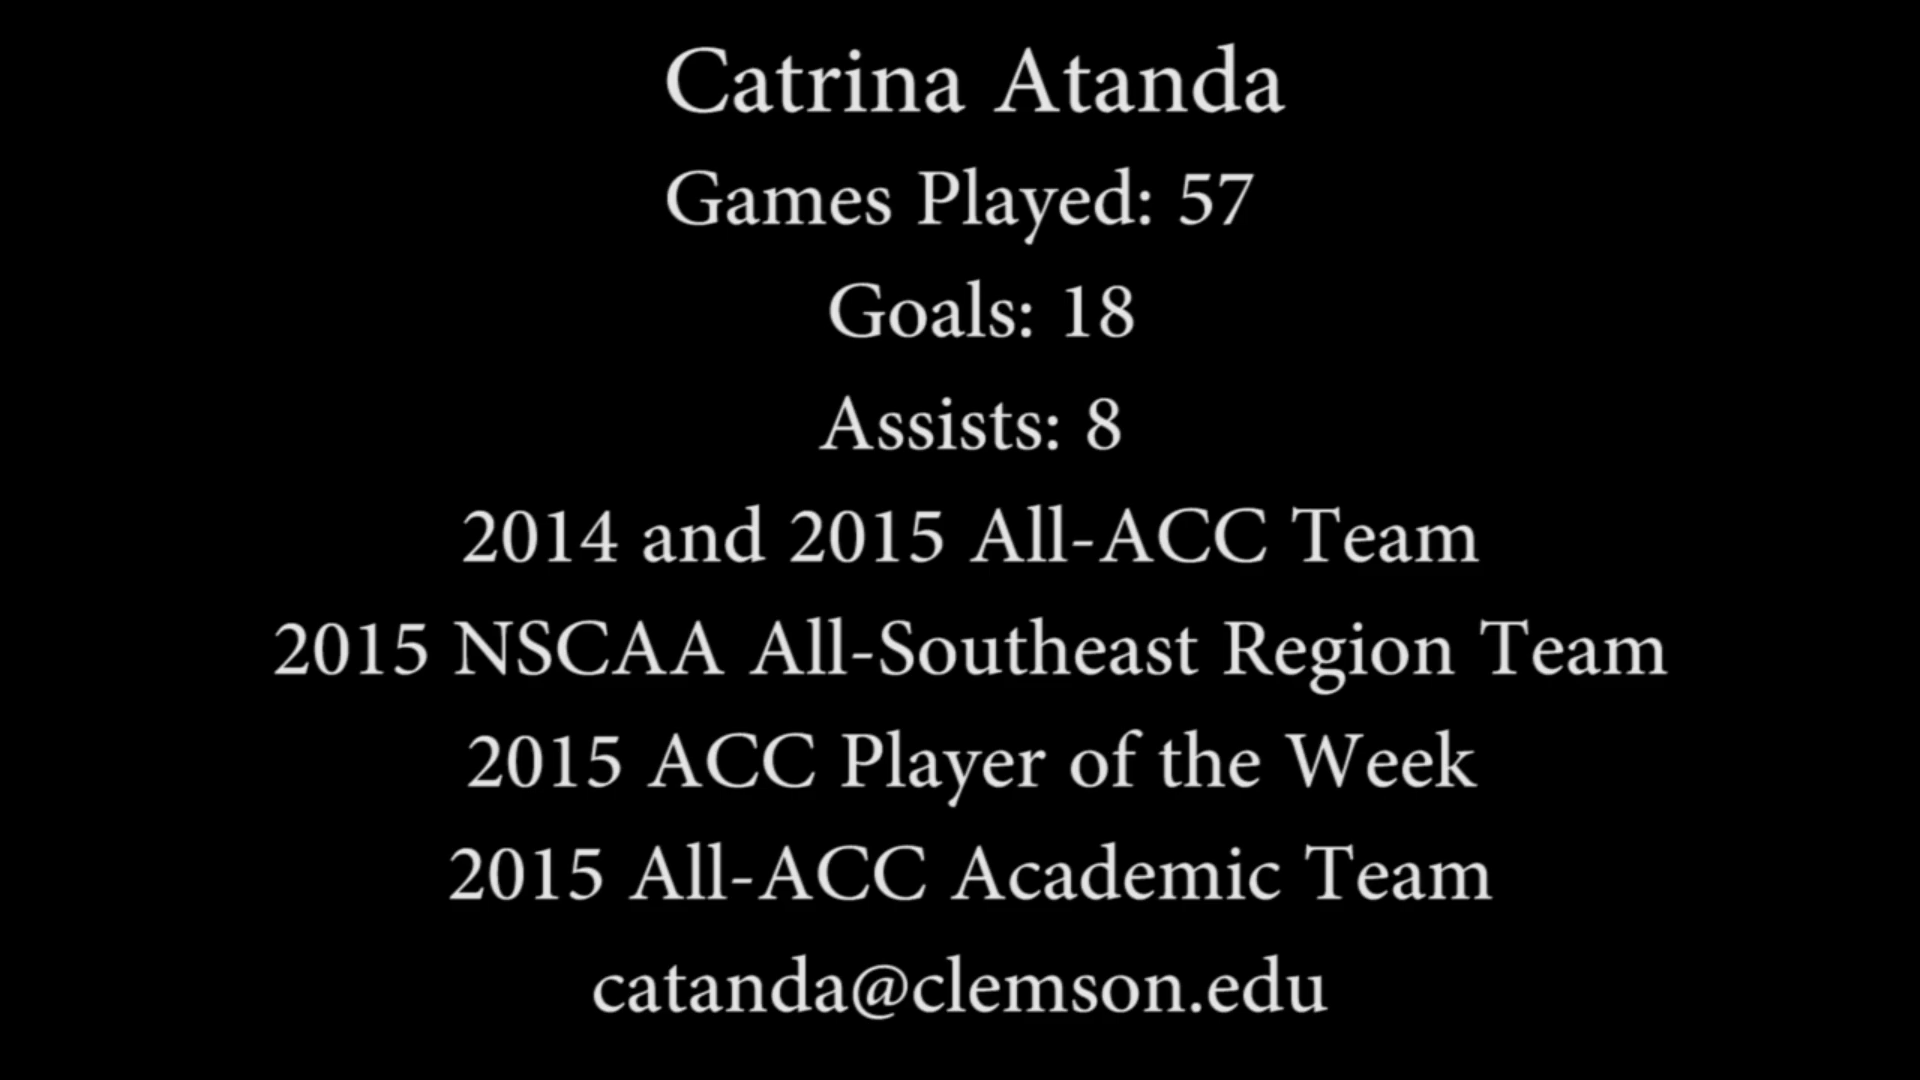 Catrina Atanda
Games Played: 57
Goals: 18
Assists: 8
2014 and 2015 All-ACC Team
2015 NSCAA All-Southeast Region Team
2015 ACC Player of the Week
2015 All-ACC Academic Team
catanda@clemson.edu